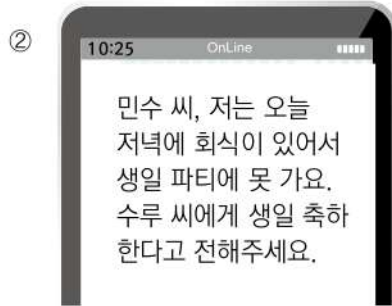 ②
10:25 OnLine
민수 씨, 저는 오늘
저녁에 회식이 있어서
생일 파티에 못 가요.
수루 씨에게 생일 축하
한다고 전해주세요.